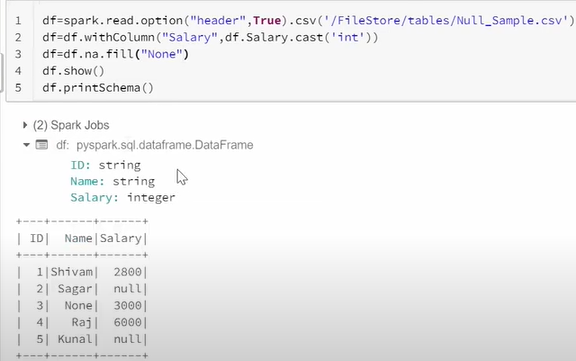 1 df=spark.read.option("header",True).csv('/FileStore/tables/Null_Sample.csv')
2 df=df.withColumn("Salary",df.Salary.cast('int'))
3 df=df.na.fill("None")
4 df.show()
5 df.printSchema()
(2) Spark Jobs
df: pyspark.sql.dataframe.DataFrame
ID: string
Name: string
Salary: integer
+---+------+------+
| ID|  Name|Salary|
+---+------+------+
|  1|Shivam|  2800|
|  2| Sagar|  null|
|  3|  None|  3000|
|  4|   Raj|  6000|
|  5| Kunal|  null|
+---+------+------+